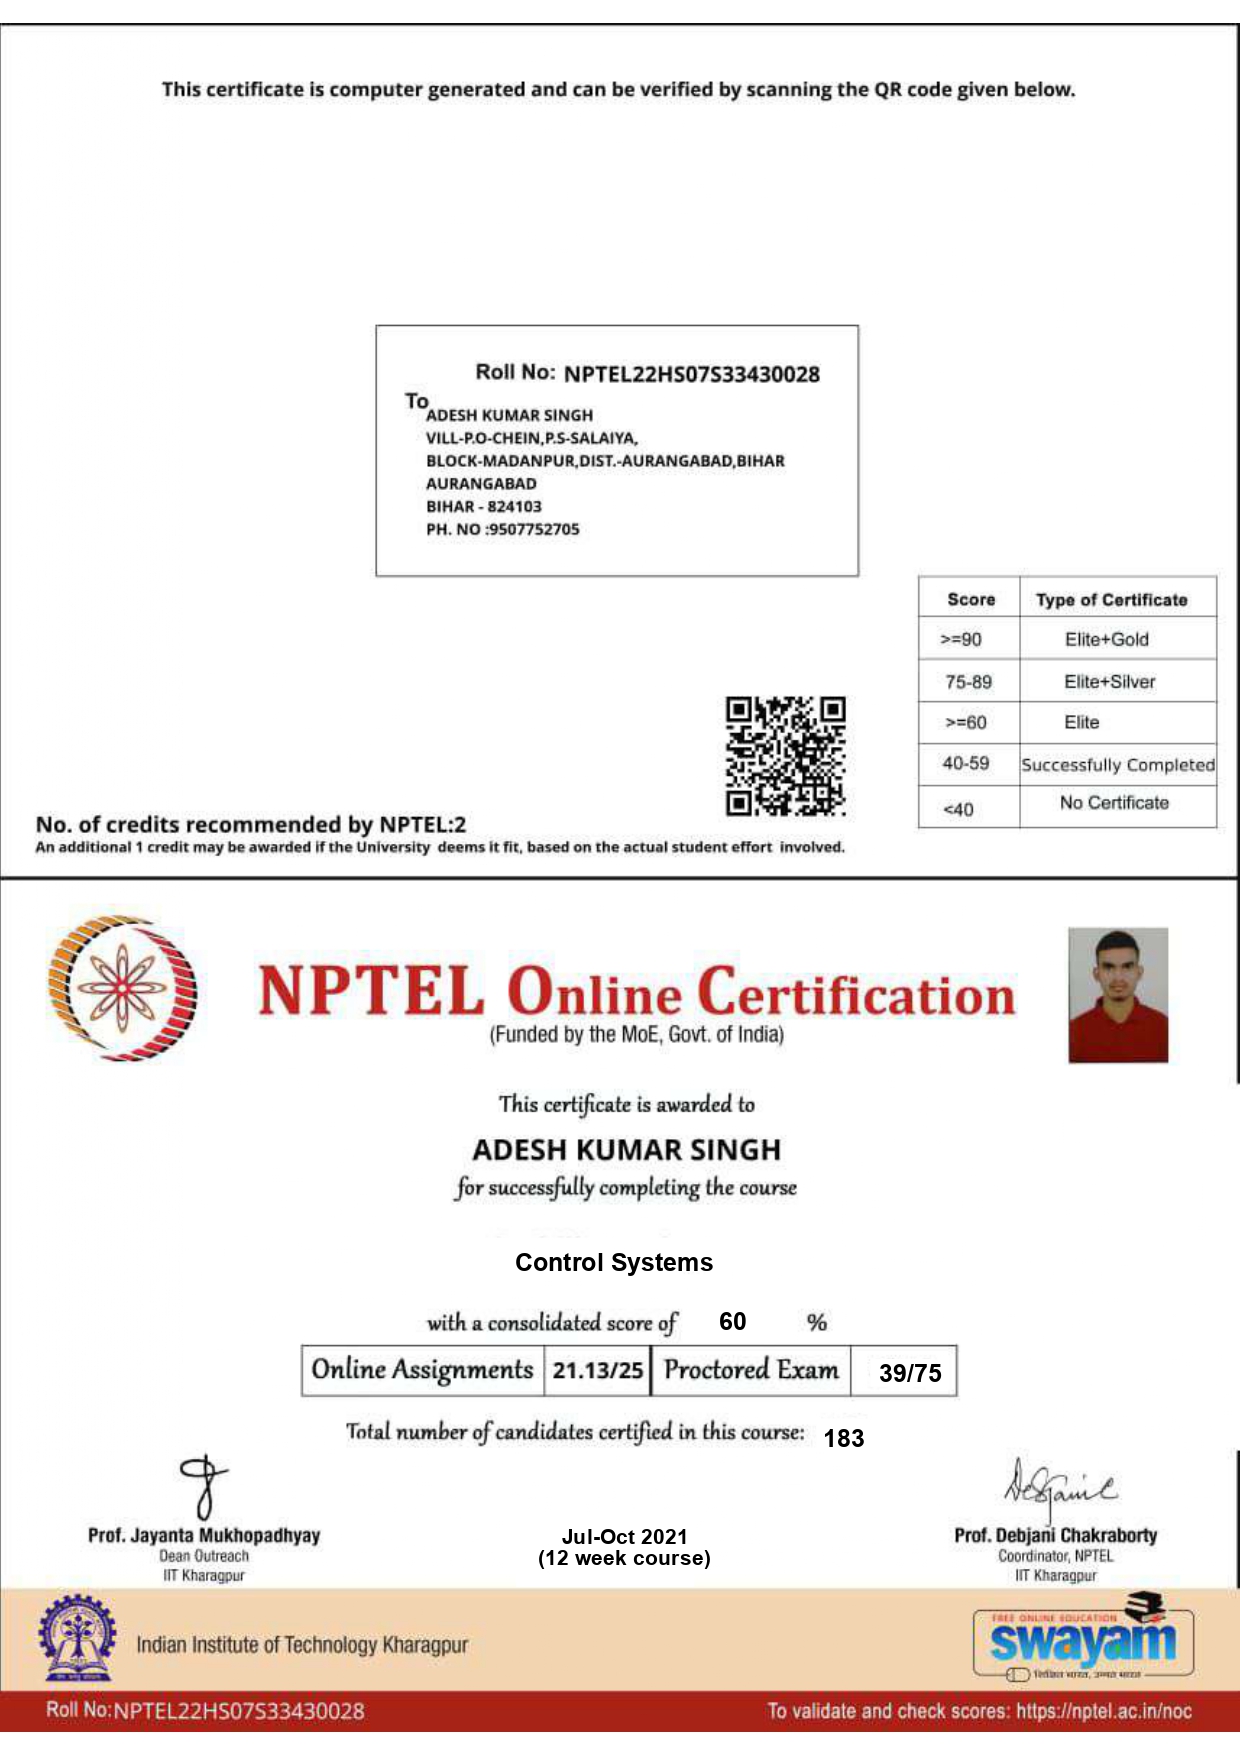 This certificate is computer generated and can be verified by scanning the QR code given below.
Roll No: NPTEL22HS07S33430028
To
ADESH KUMAR SINGH
VILL-P.O-CHEIN,P.S-SALAIYA,
BLOCK-MADANPUR,DIST.-AURANGABAD,BIHAR
AURANGABAD
BIHAR - 824103
PH. NO :9507752705
Score Type of Certificate
>=90 Elite+Gold
75-89 Elite+Silver
>=60 Elite
40-59 Successfully Completed
<40 No Certificate
No. of credits recommended by NPTEL:2
An additional 1 credit may be awarded if the University deems it fit, based on the actual student effort involved.
NPTEL Online Certification
(Funded by the MoE, Govt. of India)
This certificate is awarded to
ADESH KUMAR SINGH
for successfully completing the course
Control Systems
with a consolidated score of 60 %
Online Assignments 21.13/25 Proctored Exam 39/75
Total number of candidates certified in this course: 183
Prof. Jayanta Mukhopadhyay
Dean Outreach
IIT Kharagpur
Jul-Oct 2021
(12 week course)
Prof. Debjani Chakraborty
Coordinator, NPTEL
IIT Kharagpur
Indian Institute of Technology Kharagpur
FREE ONLINE EDUCATION
swayam
शिक्षित भारत, उन्नत भारत
Roll No:NPTEL22HS07S33430028
To validate and check scores: https://nptel.ac.in/noc